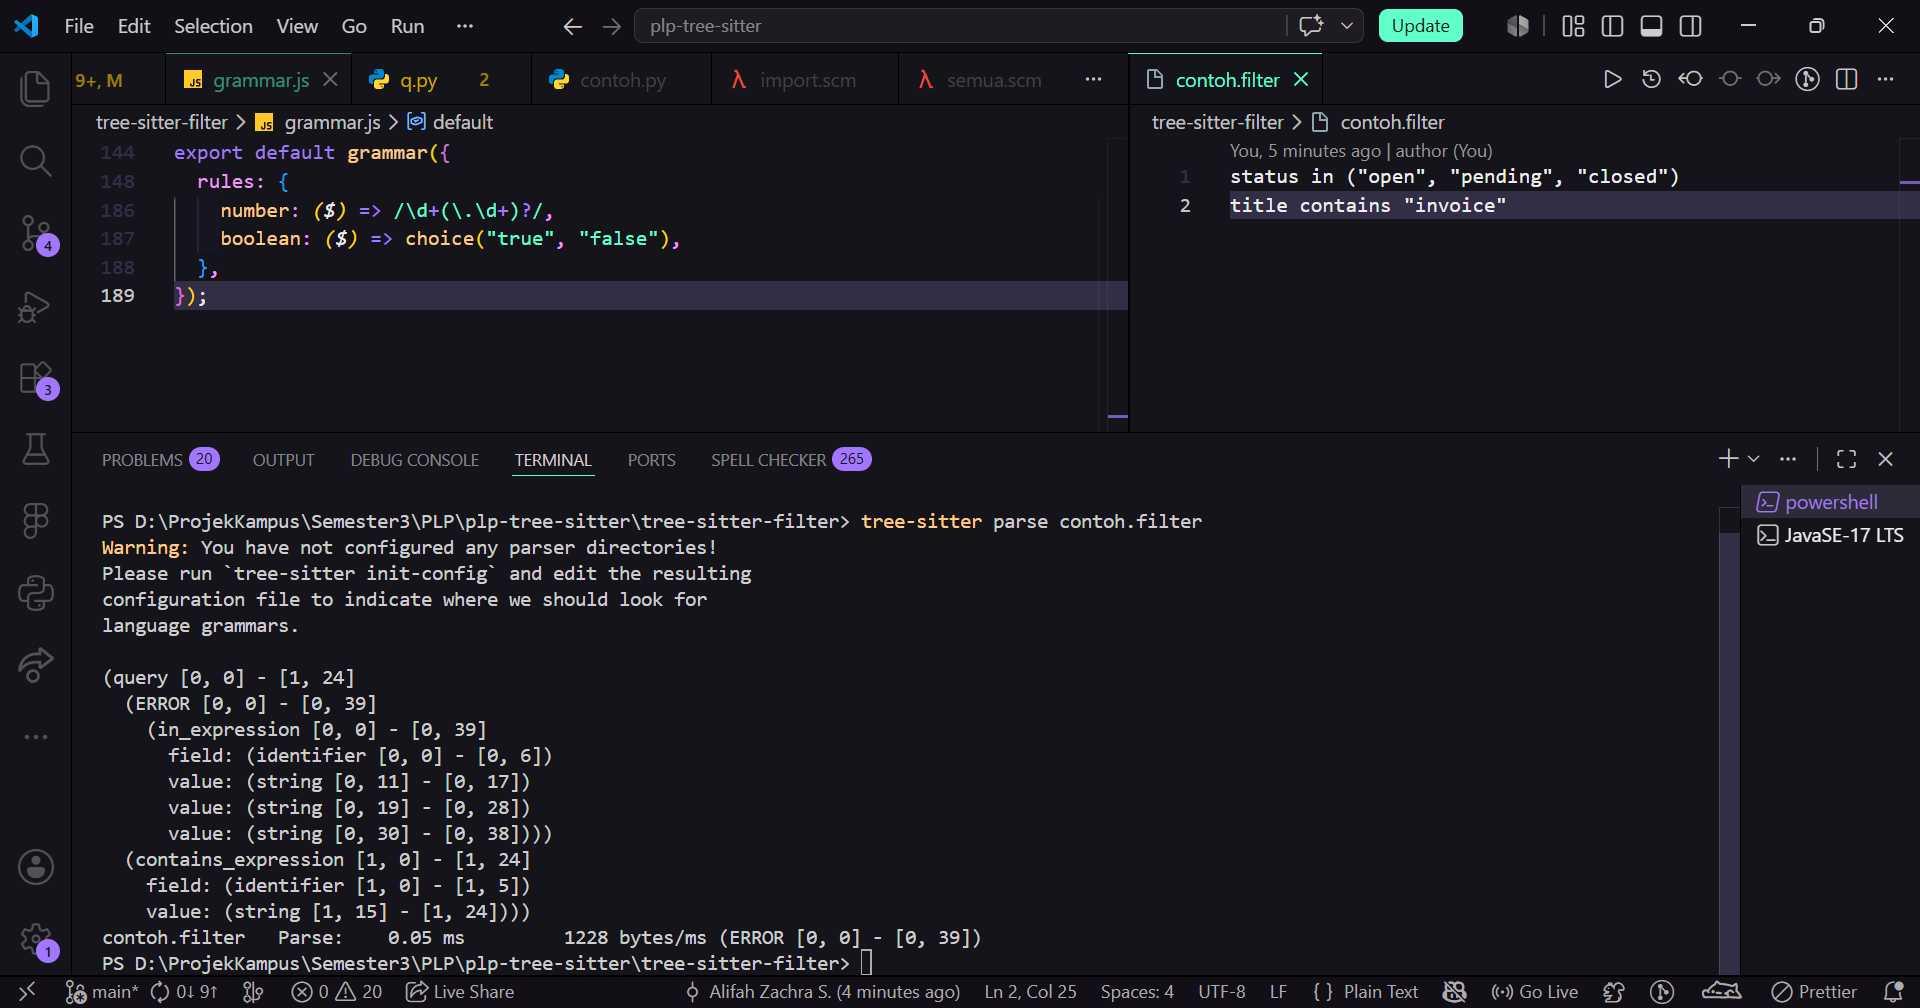 File Edit Selection View Go Run ··· plp-tree-sitter Update
9+, M grammar.js q.py 2 contoh.py import.scm semua.scm ··· contoh.filter
tree-sitter-filter > JS grammar.js > default
144 export default grammar({
148 rules: {
186 number: ($) => /\d+(\.\d+)?/,
187 boolean: ($) => choice("true", "false"),
188 },
189 });
tree-sitter-filter > contoh.filter
You, 5 minutes ago | author (You)
1 status in ("open", "pending", "closed")
2 title contains "invoice"
4
3
1
PROBLEMS 20 OUTPUT DEBUG CONSOLE TERMINAL PORTS SPELL CHECKER 265
powershell
JavaSE-17 LTS
PS D:\ProjekKampus\Semester3\PLP\plp-tree-sitter\tree-sitter-filter> tree-sitter parse contoh.filter
Warning: You have not configured any parser directories!
Please run `tree-sitter init-config` and edit the resulting
configuration file to indicate where we should look for
language grammars.
(query [0, 0] - [1, 24]
(ERROR [0, 0] - [0, 39]
(in_expression [0, 0] - [0, 39]
field: (identifier [0, 0] - [0, 6])
value: (string [0, 11] - [0, 17])
value: (string [0, 19] - [0, 28])
value: (string [0, 30] - [0, 38])))
(contains_expression [1, 0] - [1, 24]
field: (identifier [1, 0] - [1, 5])
value: (string [1, 15] - [1, 24])))
contoh.filter Parse: 0.05 ms 1228 bytes/ms (ERROR [0, 0] - [0, 39])
PS D:\ProjekKampus\Semester3\PLP\plp-tree-sitter\tree-sitter-filter>
main* 0↓ 9↑ 0 20 Live Share Alifah Zachra S. (4 minutes ago) Ln 2, Col 25 Spaces: 4 UTF-8 LF {} Plain Text Go Live Prettier